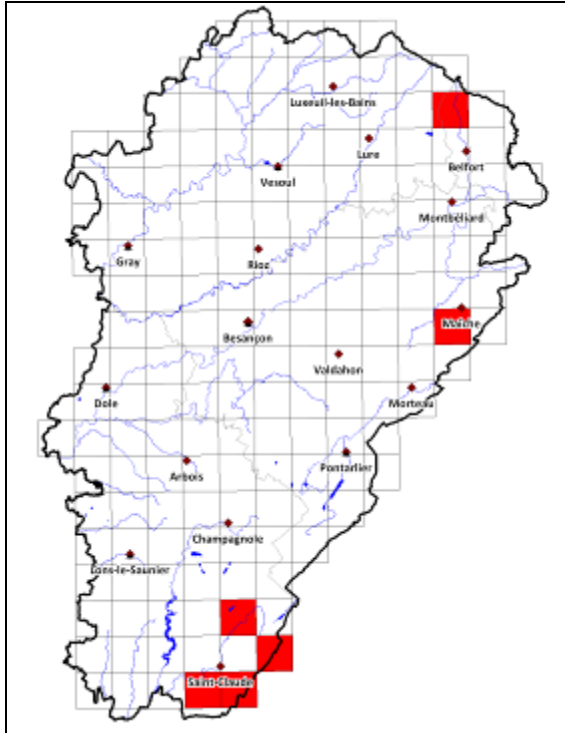 Luxeuil-les-Bains
Lure
Belfort
Vesoul
Montbéliard
Gray
Rioz
Maîche
Besançon
Valdahon
Dole
Morteau
Arbois
Pontarlier
Champagnole
Lons-le-Saunier
Saint-Claude